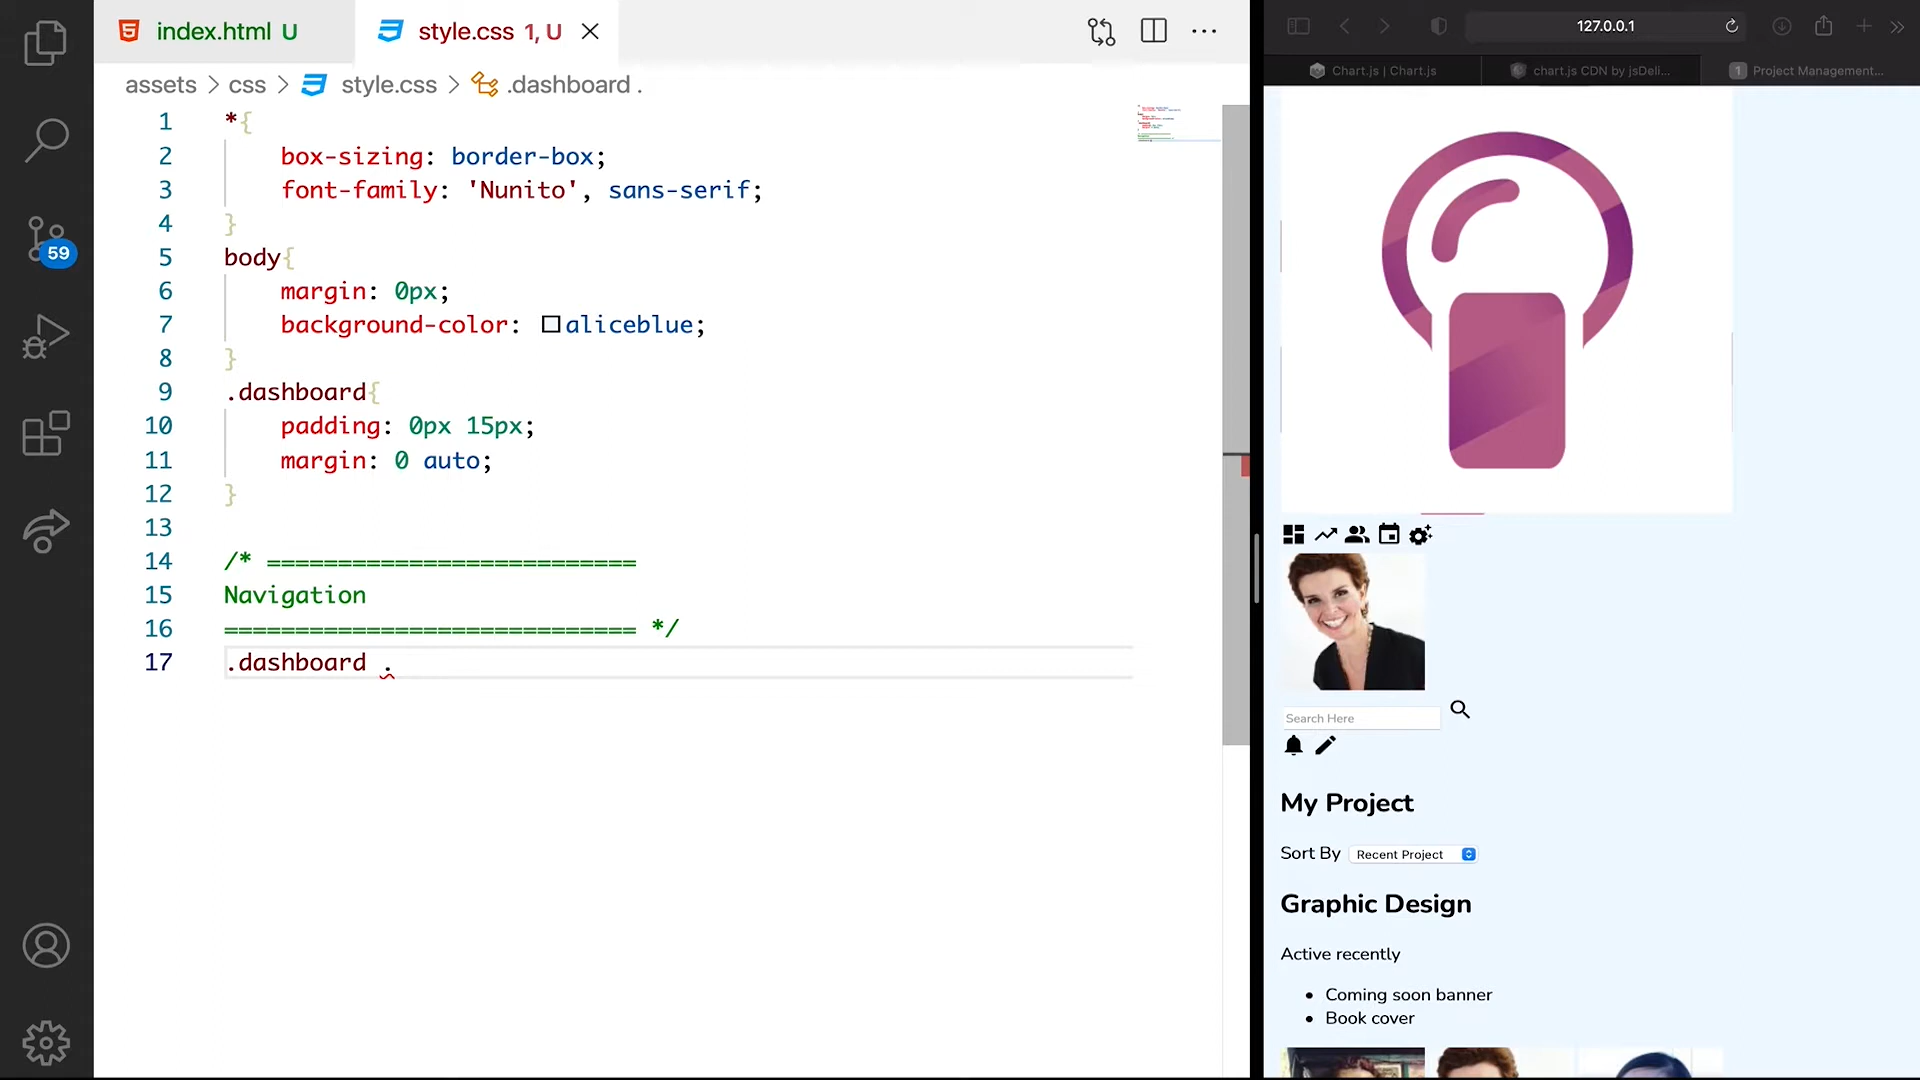 index.html U
style.css 1, U
assets > css > style.css > .dashboard .
1 *{
2 box-sizing: border-box;
3 font-family: 'Nunito', sans-serif;
4 }
5 body{
6 margin: 0px;
7 background-color: aliceblue;
8 }
9 .dashboard{
10 padding: 0px 15px;
11 margin: 0 auto;
12 }
13
14 /* ==========================
15 Navigation
16 ============================= */
17 .dashboard .
59
127.0.0.1
Chart.js | Chart.js
chart.js CDN by jsDeli...
1 Project Management...
Search Here
My Project
Sort By Recent Project
Graphic Design
Active recently
• Coming soon banner
• Book cover